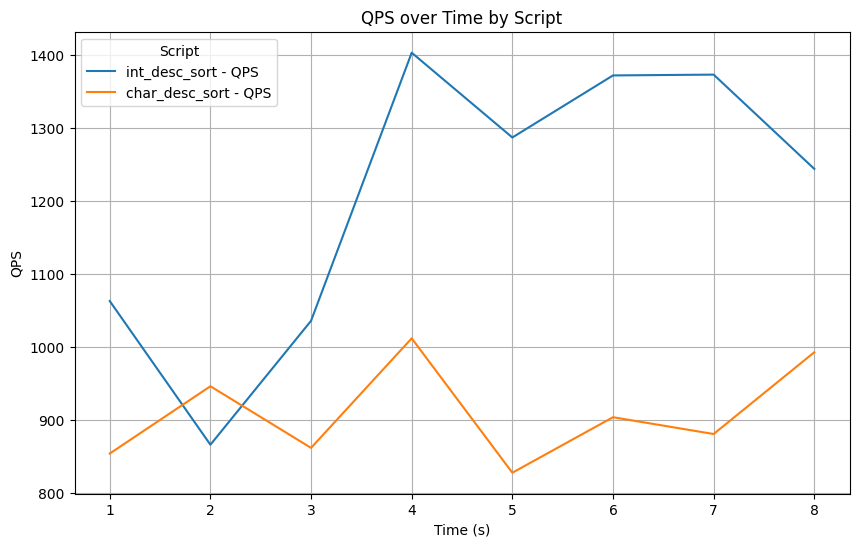 QPS over Time by Script
Script
int_desc_sort - QPS
char_desc_sort - QPS
1400
1300
1200
1100
1000
900
800
QPS
1 2 3 4 5 6 7 8
Time (s)